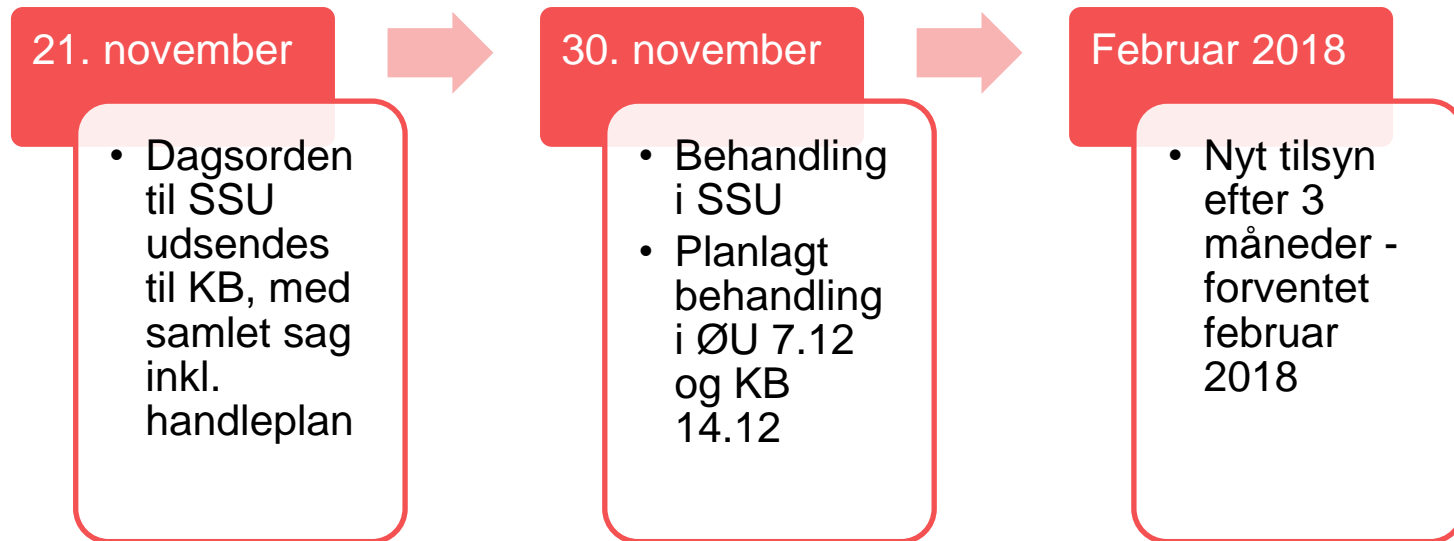 21. november
• Dagsorden
til SSU
udsendes
til KB, med
samlet sag
inkl.
handleplan
30. november
• Behandling
i SSU
• Planlagt
behandling
i ØU 7.12
og KB
14.12
Februar 2018
• Nyt tilsyn
efter 3
måneder -
forventet
februar
2018